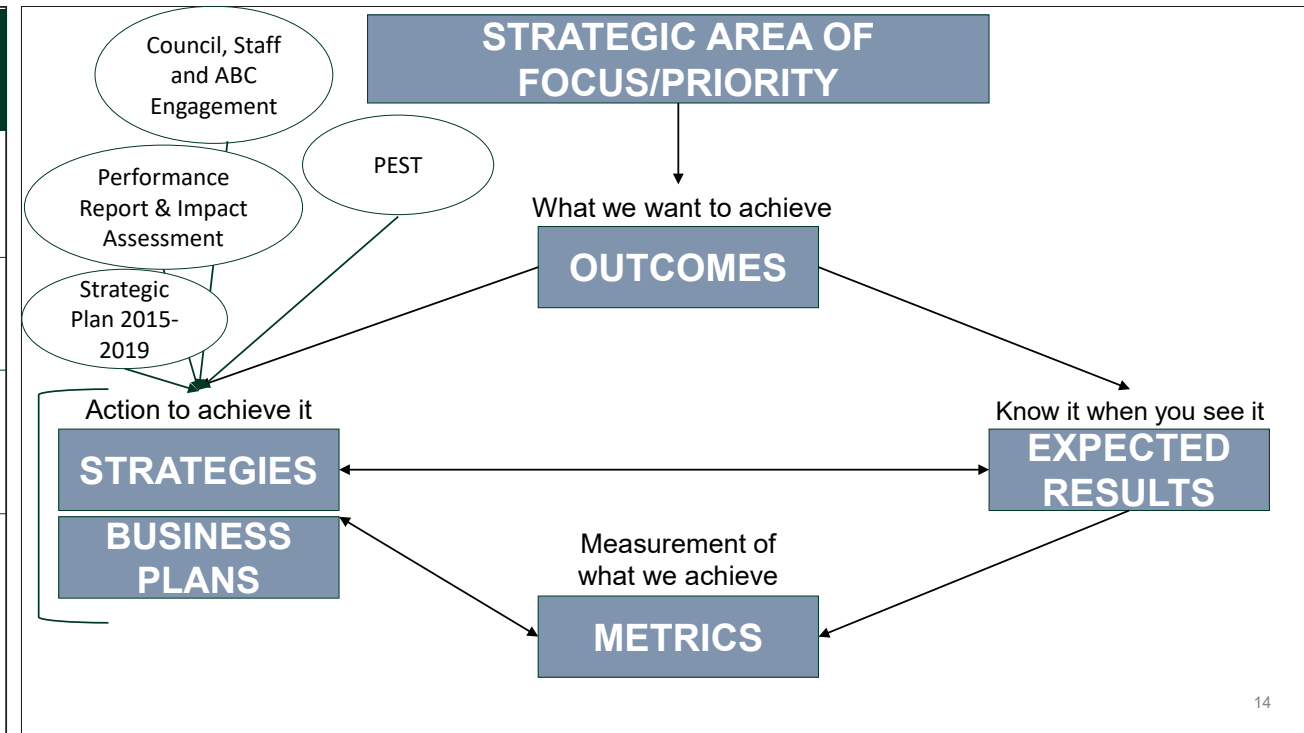 Council, Staff
and ABC
Engagement
STRATEGIC AREA OF
FOCUS/PRIORITY
PEST
Performance
Report & Impact
Assessment
What we want to achieve
OUTCOMES
Strategic
Plan 2015-
2019
Action to achieve it
STRATEGIES
BUSINESS
PLANS
Know it when you see it
EXPECTED
RESULTS
Measurement of
what we achieve
METRICS
14